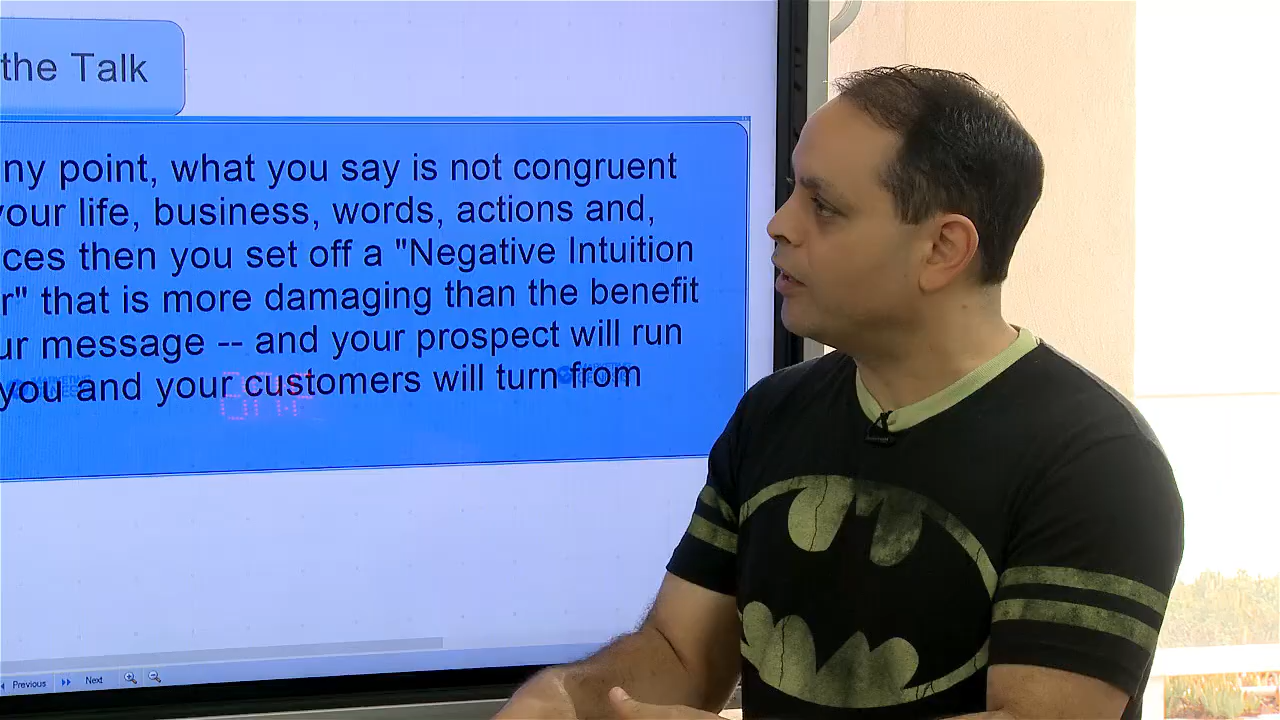 the Talk
ny point, what you say is not congruent
your life, business, words, actions and,
ces then you set off a "Negative Intuition
r" that is more damaging than the benefit
ur message -- and your prospect will run
you and your customers will turn from
Previous
Next